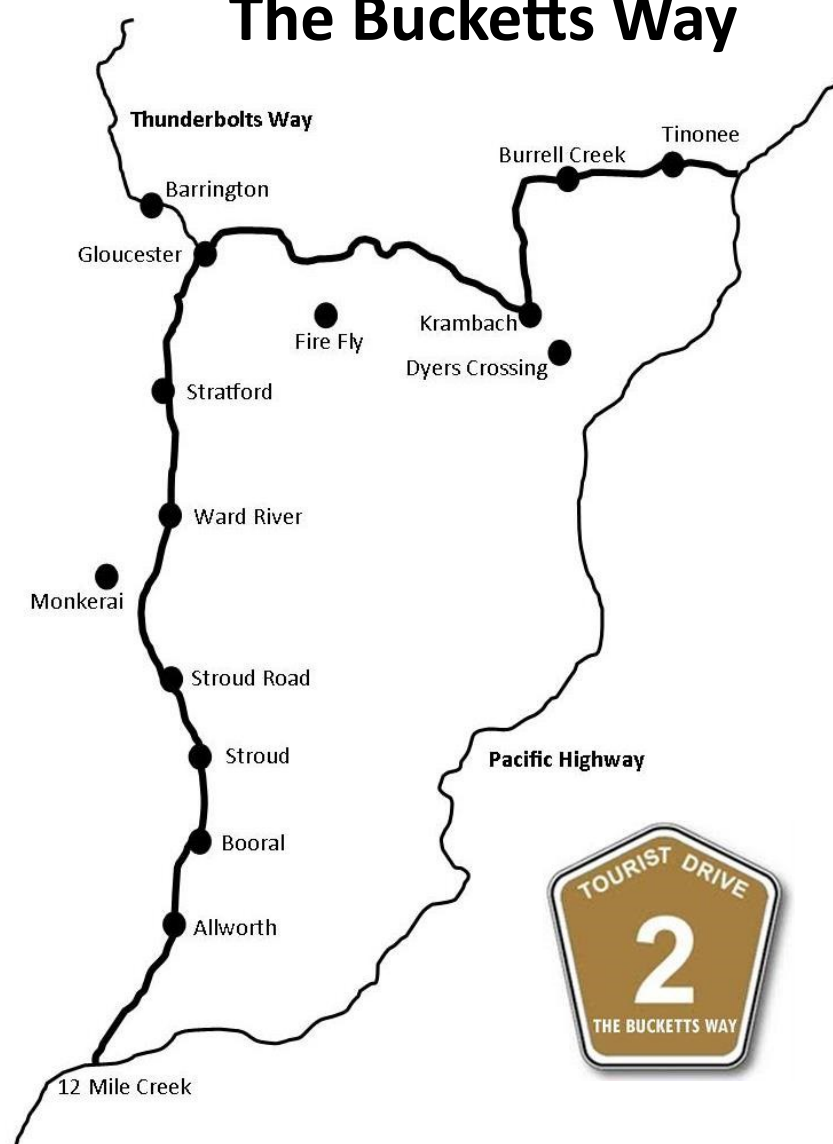 The Bucketts Way
Thunderbolts Way
Tinonee
Burrell Creek
Barrington
Gloucester
Krambach
Fire Fly
Dyers Crossing
Stratford
Ward River
Monkerai
Stroud Road
Stroud
Pacific Highway
Booral
TOURIST DRIVE
2
THE BUCKETTS WAY
Allworth
12 Mile Creek